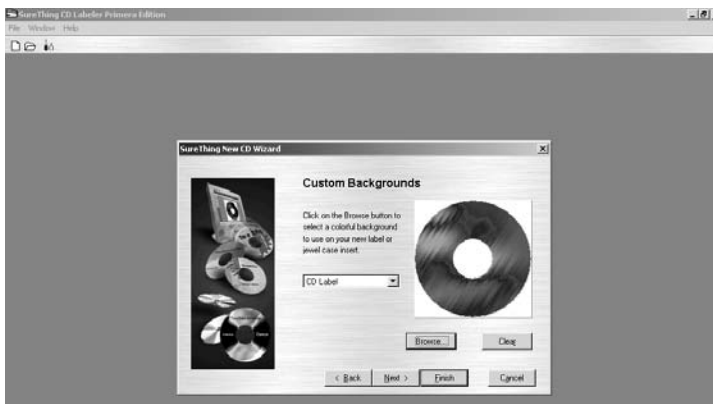 SureThing CD Labeler Primera Edition
File Window Help
SureThing New CD Wizard
Custom Backgrounds
Click on the Browse button to
select a colorful background
to use on your new label or
jewel case insert.
CD Label
Browse...
Clear
< Back
Next >
Finish
Cancel